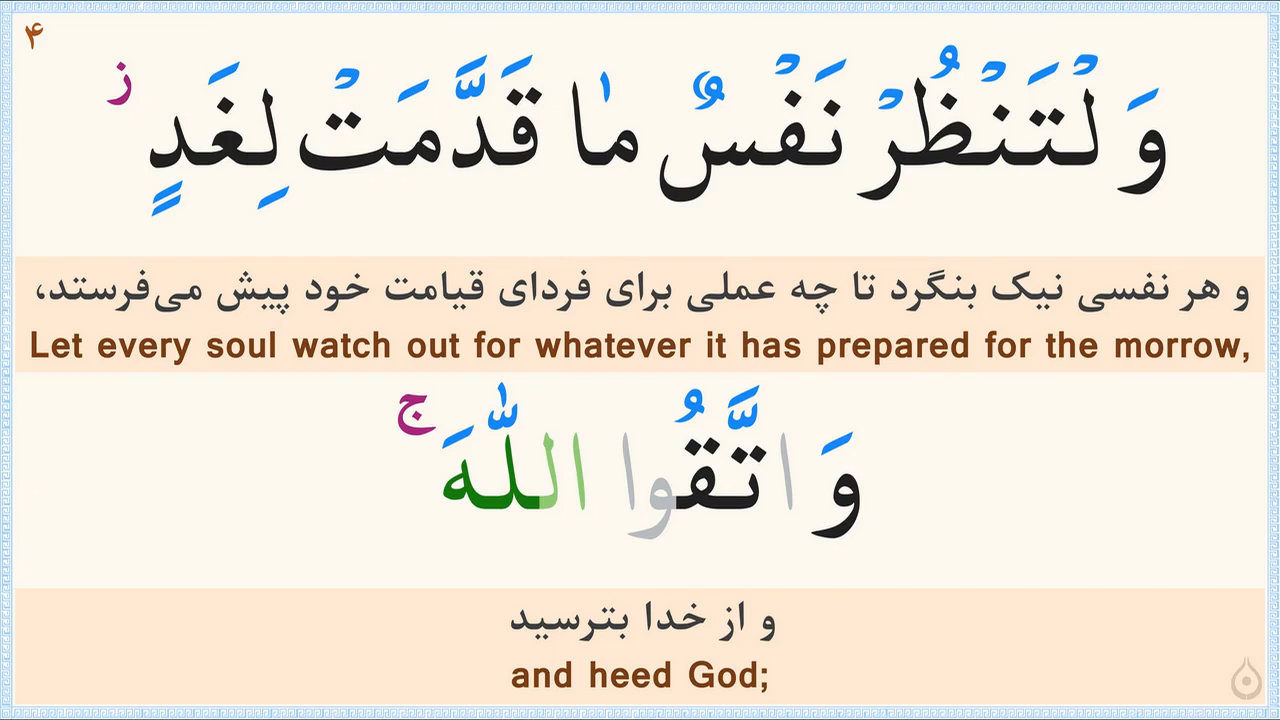 ۴
وَ لْتَنْظُرْ نَفْسٌ مٰا قَدَّمَتْ لِغَدٍ ز
و هر نفسی نیک بنگرد تا چه عملی برای فردای قیامت خود پیش می‌فرستد،
Let every soul watch out for whatever it has prepared for the morrow,
وَ اتَّقُوا اللّٰهَ ج
و از خدا بترسید
and heed God;